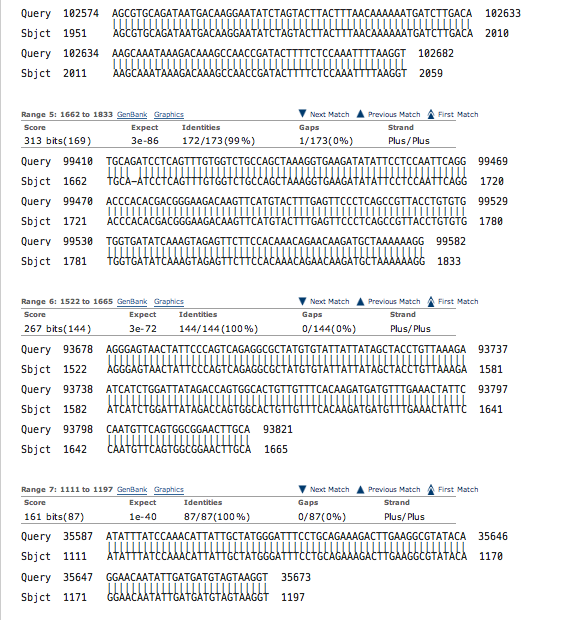 Query 102574 AGCGTGCAGATAATGACAAGGAATATCTAGTACTTACTTTAACAAAAAATGATCTTGACA 102633
Sbjct 1951 AGCGTGCAGATAATGACAAGGAATATCTAGTACTTACTTTAACAAAAAATGATCTTGACA 2010
Query 102634 AAGCAAATAAAGACAAAGCCAACCGATACTTTTCTCCAAATTTTAAGGT 102682
Sbjct 2011 AAGCAAATAAAGACAAAGCCAACCGATACTTTTCTCCAAATTTTAAGGT 2059
Range 5: 1662 to 1833 GenBank Graphics Next Match Previous Match First Match
Score Expect Identities Gaps Strand
313 bits(169) 3e-86 172/173(99%) 1/173(0%) Plus/Plus
Query 99410 TGCAGATCCTCAGTTTGTGGTCTGCCAGCTAAAGGTGAAGATATATTCCTCCAATTCAGG 99469
Sbjct 1662 TGCA-ATCCTCAGTTTGTGGTCTGCCAGCTAAAGGTGAAGATATATTCCTCCAATTCAGG 1720
Query 99470 ACCCACACGACGGGAAGACAAGTTCATGTACTTTGAGTTCCCTCAGCCGTTACCTGTGTG 99529
Sbjct 1721 ACCCACACGACGGGAAGACAAGTTCATGTACTTTGAGTTCCCTCAGCCGTTACCTGTGTG 1780
Query 99530 TGGTGATATCAAAGTAGAGTTCTTCCACAAACAGAACAAGATGCTAAAAAAGG 99582
Sbjct 1781 TGGTGATATCAAAGTAGAGTTCTTCCACAAACAGAACAAGATGCTAAAAAAGG 1833
Range 6: 1522 to 1665 GenBank Graphics Next Match Previous Match First Match
Score Expect Identities Gaps Strand
267 bits(144) 3e-72 144/144(100%) 0/144(0%) Plus/Plus
Query 93678 AGGGAGTAACTATTCCCAGTCAGAGGCGCTATGTGTATTATTATAGCTACCTGTTAAAGA 93737
Sbjct 1522 AGGGAGTAACTATTCCCAGTCAGAGGCGCTATGTGTATTATTATAGCTACCTGTTAAAGA 1581
Query 93738 ATCATCTGGATTATAGACCAGTGGCACTGTTGTTTCACAAGATGATGTTTGAAACTATTC 93797
Sbjct 1582 ATCATCTGGATTATAGACCAGTGGCACTGTTGTTTCACAAGATGATGTTTGAAACTATTC 1641
Query 93798 CAATGTTCAGTGGCGGAACTTGCA 93821
Sbjct 1642 CAATGTTCAGTGGCGGAACTTGCA 1665
Range 7: 1111 to 1197 GenBank Graphics Next Match Previous Match First Match
Score Expect Identities Gaps Strand
161 bits(87) 1e-40 87/87(100%) 0/87(0%) Plus/Plus
Query 35587 ATATTTATCCAAACATTATTGCTATGGGATTTCCTGCAGAAAGACTTGAAGGCGTATACA 35646
Sbjct 1111 ATATTTATCCAAACATTATTGCTATGGGATTTCCTGCAGAAAGACTTGAAGGCGTATACA 1170
Query 35647 GGAACAATATTGATGATGTAGTAAGGT 35673
Sbjct 1171 GGAACAATATTGATGATGTAGTAAGGT 1197